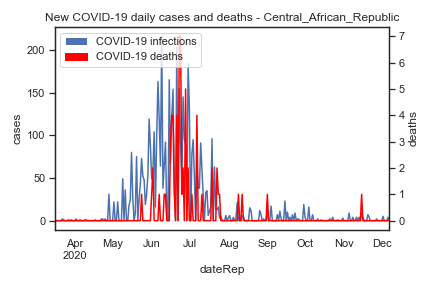 New COVID-19 daily cases and deaths - Central_African_Republic
COVID-19 infections
COVID-19 deaths
200
150
100
50
0
cases
7
6
5
4
3
2
1
0
deaths
Apr May Jun Jul Aug Sep Oct Nov Dec
2020
dateRep